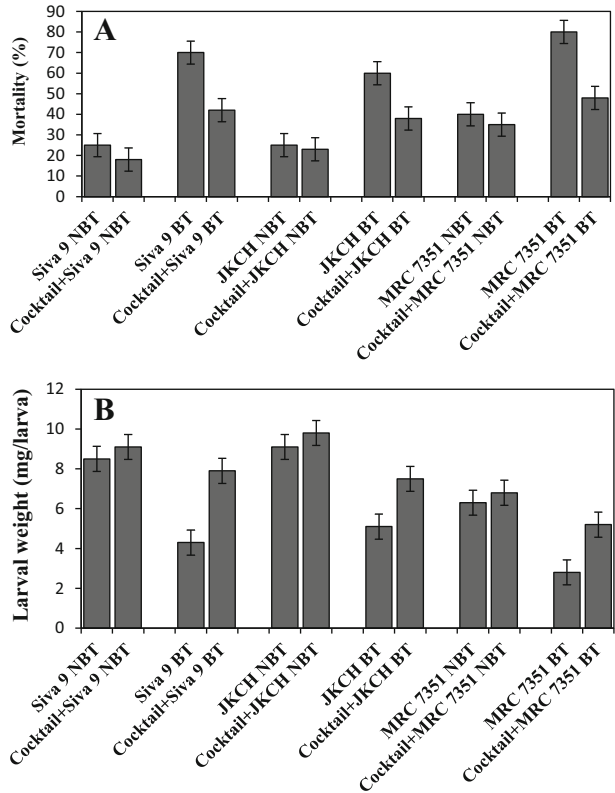 A
Mortality (%)
90
80
70
60
50
40
30
20
10
0
Siva 9 NBT
Cocktail+Siva 9 NBT
Siva 9 BT
Cocktail+Siva 9 BT
JKCH NBT
Cocktail+JKCH NBT
JKCH BT
Cocktail+JKCH BT
MRC 7351 NBT
Cocktail+MRC 7351 NBT
MRC 7351 BT
Cocktail+MRC 7351 BT
B
Larval weight (mg/larva)
12
10
8
6
4
2
0
Siva 9 NBT
Cocktail+Siva 9 NBT
Siva 9 BT
Cocktail+Siva 9 BT
JKCH NBT
Cocktail+JKCH NBT
JKCH BT
Cocktail+JKCH BT
MRC 7351 NBT
Cocktail+MRC 7351 NBT
MRC 7351 BT
Cocktail+MRC 7351 BT